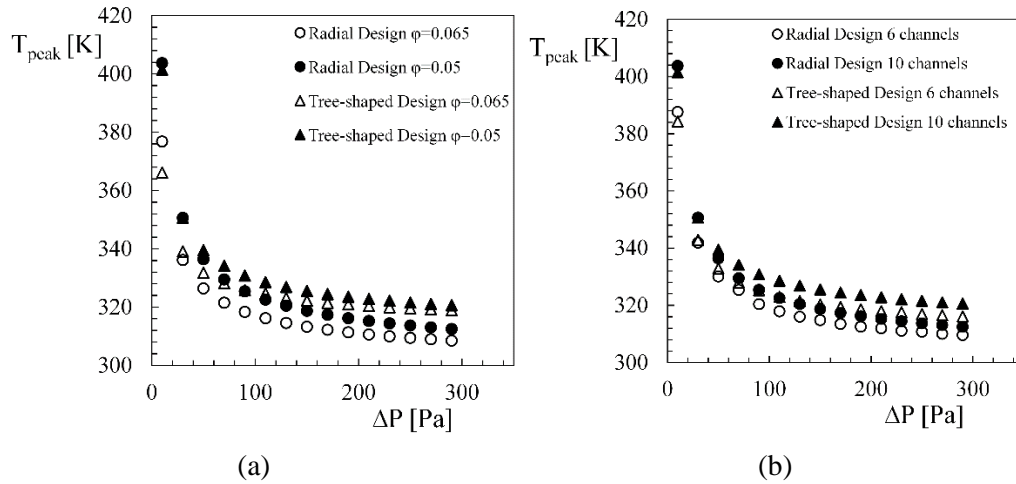 T_peak [K]
420
400
380
360
340
320
300
Radial Design φ=0.065
Radial Design φ=0.05
Tree-shaped Design φ=0.065
Tree-shaped Design φ=0.05
0 100 200 300
ΔP [Pa]
(a)
T_peak [K]
420
400
380
360
340
320
300
Radial Design 6 channels
Radial Design 10 channels
Tree-shaped Design 6 channels
Tree-shaped Design 10 channels
0 100 200 300
ΔP [Pa]
(b)